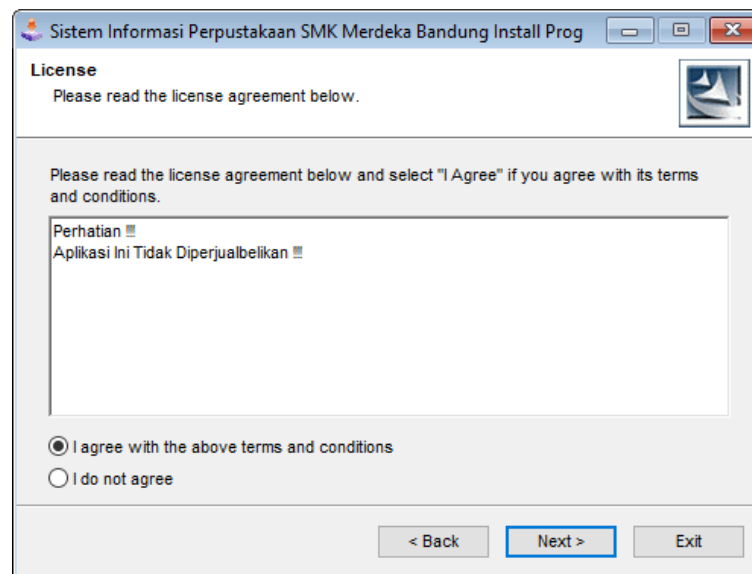 Sistem Informasi Perpustakaan SMK Merdeka Bandung Install Prog
License
Please read the license agreement below.
Please read the license agreement below and select "I Agree" if you agree with its terms
and conditions.
Perhatian !!!
Aplikasi Ini Tidak Diperjualbelikan !!!
I agree with the above terms and conditions
I do not agree
< Back
Next >
Exit